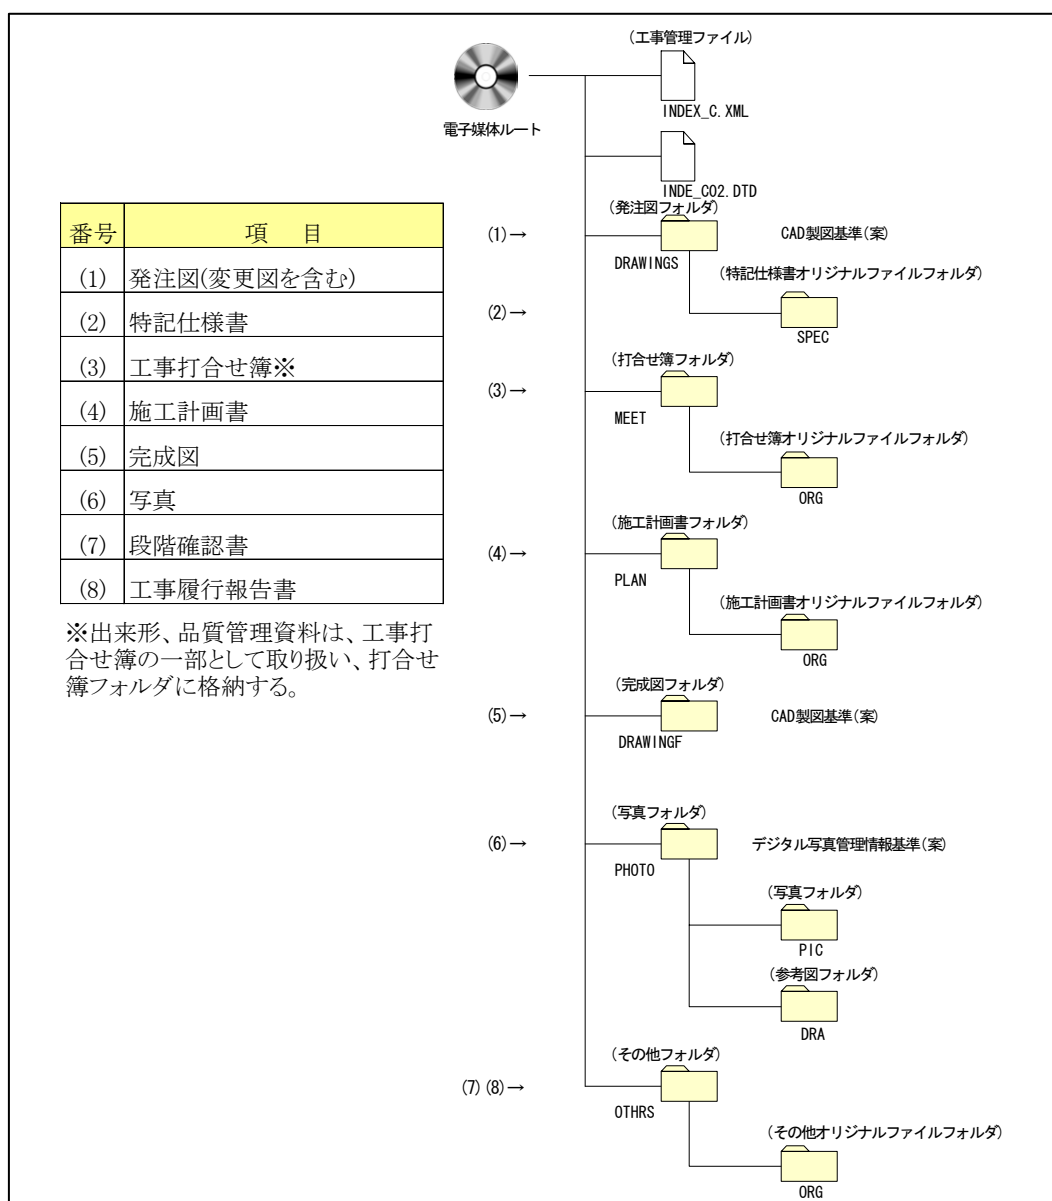 (工事管理ファイル)
INDEX_C.XML
電子媒体ルート
INDE_C02.DTD
番号 項 目
(1) 発注図(変更図を含む)
(2) 特記仕様書
(3) 工事打合せ簿※
(4) 施工計画書
(5) 完成図
(6) 写真
(7) 段階確認書
(8) 工事履行報告書
※出来形、品質管理資料は、工事打
合せ簿の一部として取り扱い、打合せ
簿フォルダに格納する。
(発注図フォルダ)
(1)→
CAD製図基準(案)
DRAWINGS
(特記仕様書オリジナルファイルフォルダ)
(2)→
SPEC
(打合せ簿フォルダ)
(3)→
MEET
(打合せ簿オリジナルファイルフォルダ)
ORG
(施工計画書フォルダ)
(4)→
PLAN
(施工計画書オリジナルファイルフォルダ)
ORG
(完成図フォルダ)
(5)→
CAD製図基準(案)
DRAWINGF
(写真フォルダ)
(6)→
デジタル写真管理情報基準(案)
PHOTO
(写真フォルダ)
PIC
(参考図フォルダ)
DRA
(その他フォルダ)
(7)(8)→
OTHRS
(その他オリジナルファイルフォルダ)
ORG